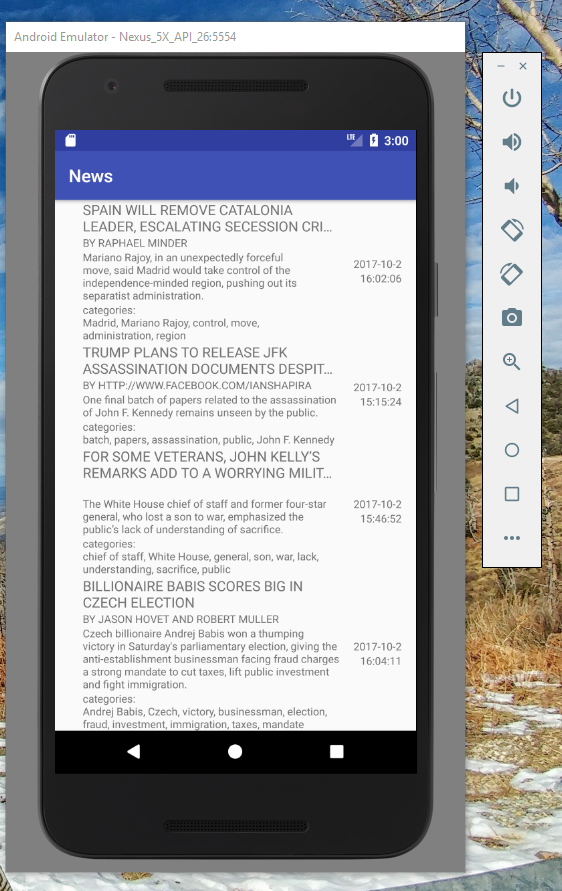 Android Emulator - Nexus_5X_API_26:5554
LTE
3:00
News
SPAIN WILL REMOVE CATALONIA
LEADER, ESCALATING SECESSION CRI…
BY RAPHAEL MINDER
Mariano Rajoy, in an unexpectedly forceful
move, said Madrid would take control of the
independence-minded region, pushing out its
separatist administration.
2017-10-2
16:02:06
categories:
Madrid, Mariano Rajoy, control, move,
administration, region
TRUMP PLANS TO RELEASE JFK
ASSASSINATION DOCUMENTS DESPIT…
BY HTTP://WWW.FACEBOOK.COM/IANSHAPIRA
One final batch of papers related to the assassination
of John F. Kennedy remains unseen by the public.
2017-10-2
15:15:24
categories:
batch, papers, assassination, public, John F. Kennedy
FOR SOME VETERANS, JOHN KELLY'S
REMARKS ADD TO A WORRYING MILIT…
The White House chief of staff and former four-star
general, who lost a son to war, emphasized the
public's lack of understanding of sacrifice.
2017-10-2
15:46:52
categories:
chief of staff, White House, general, son, war, lack,
understanding, sacrifice, public
BILLIONAIRE BABIS SCORES BIG IN
CZECH ELECTION
BY JASON HOVET AND ROBERT MULLER
Czech billionaire Andrej Babis won a thumping
victory in Saturday's parliamentary election, giving the
anti-establishment businessman facing fraud charges
a strong mandate to cut taxes, lift public investment
and fight immigration.
2017-10-2
16:04:11
categories:
Andrej Babis, Czech, victory, businessman, election,
fraud, investment, immigration, taxes, mandate